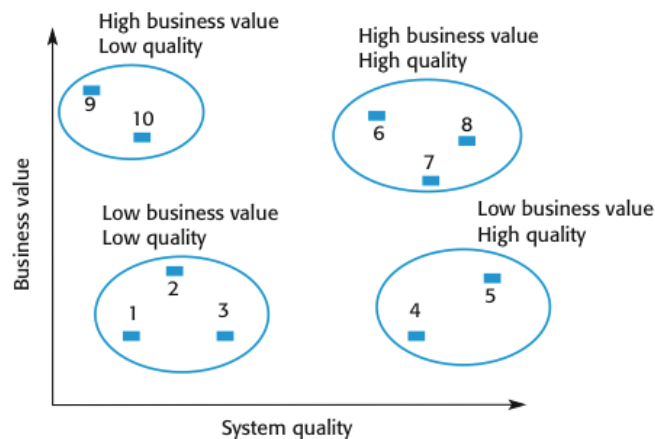 High business value
Low quality
High business value
High quality
9
10
6
8
7
Low business value
Low quality
Low business value
High quality
2
1
3
4
5
Business value
System quality